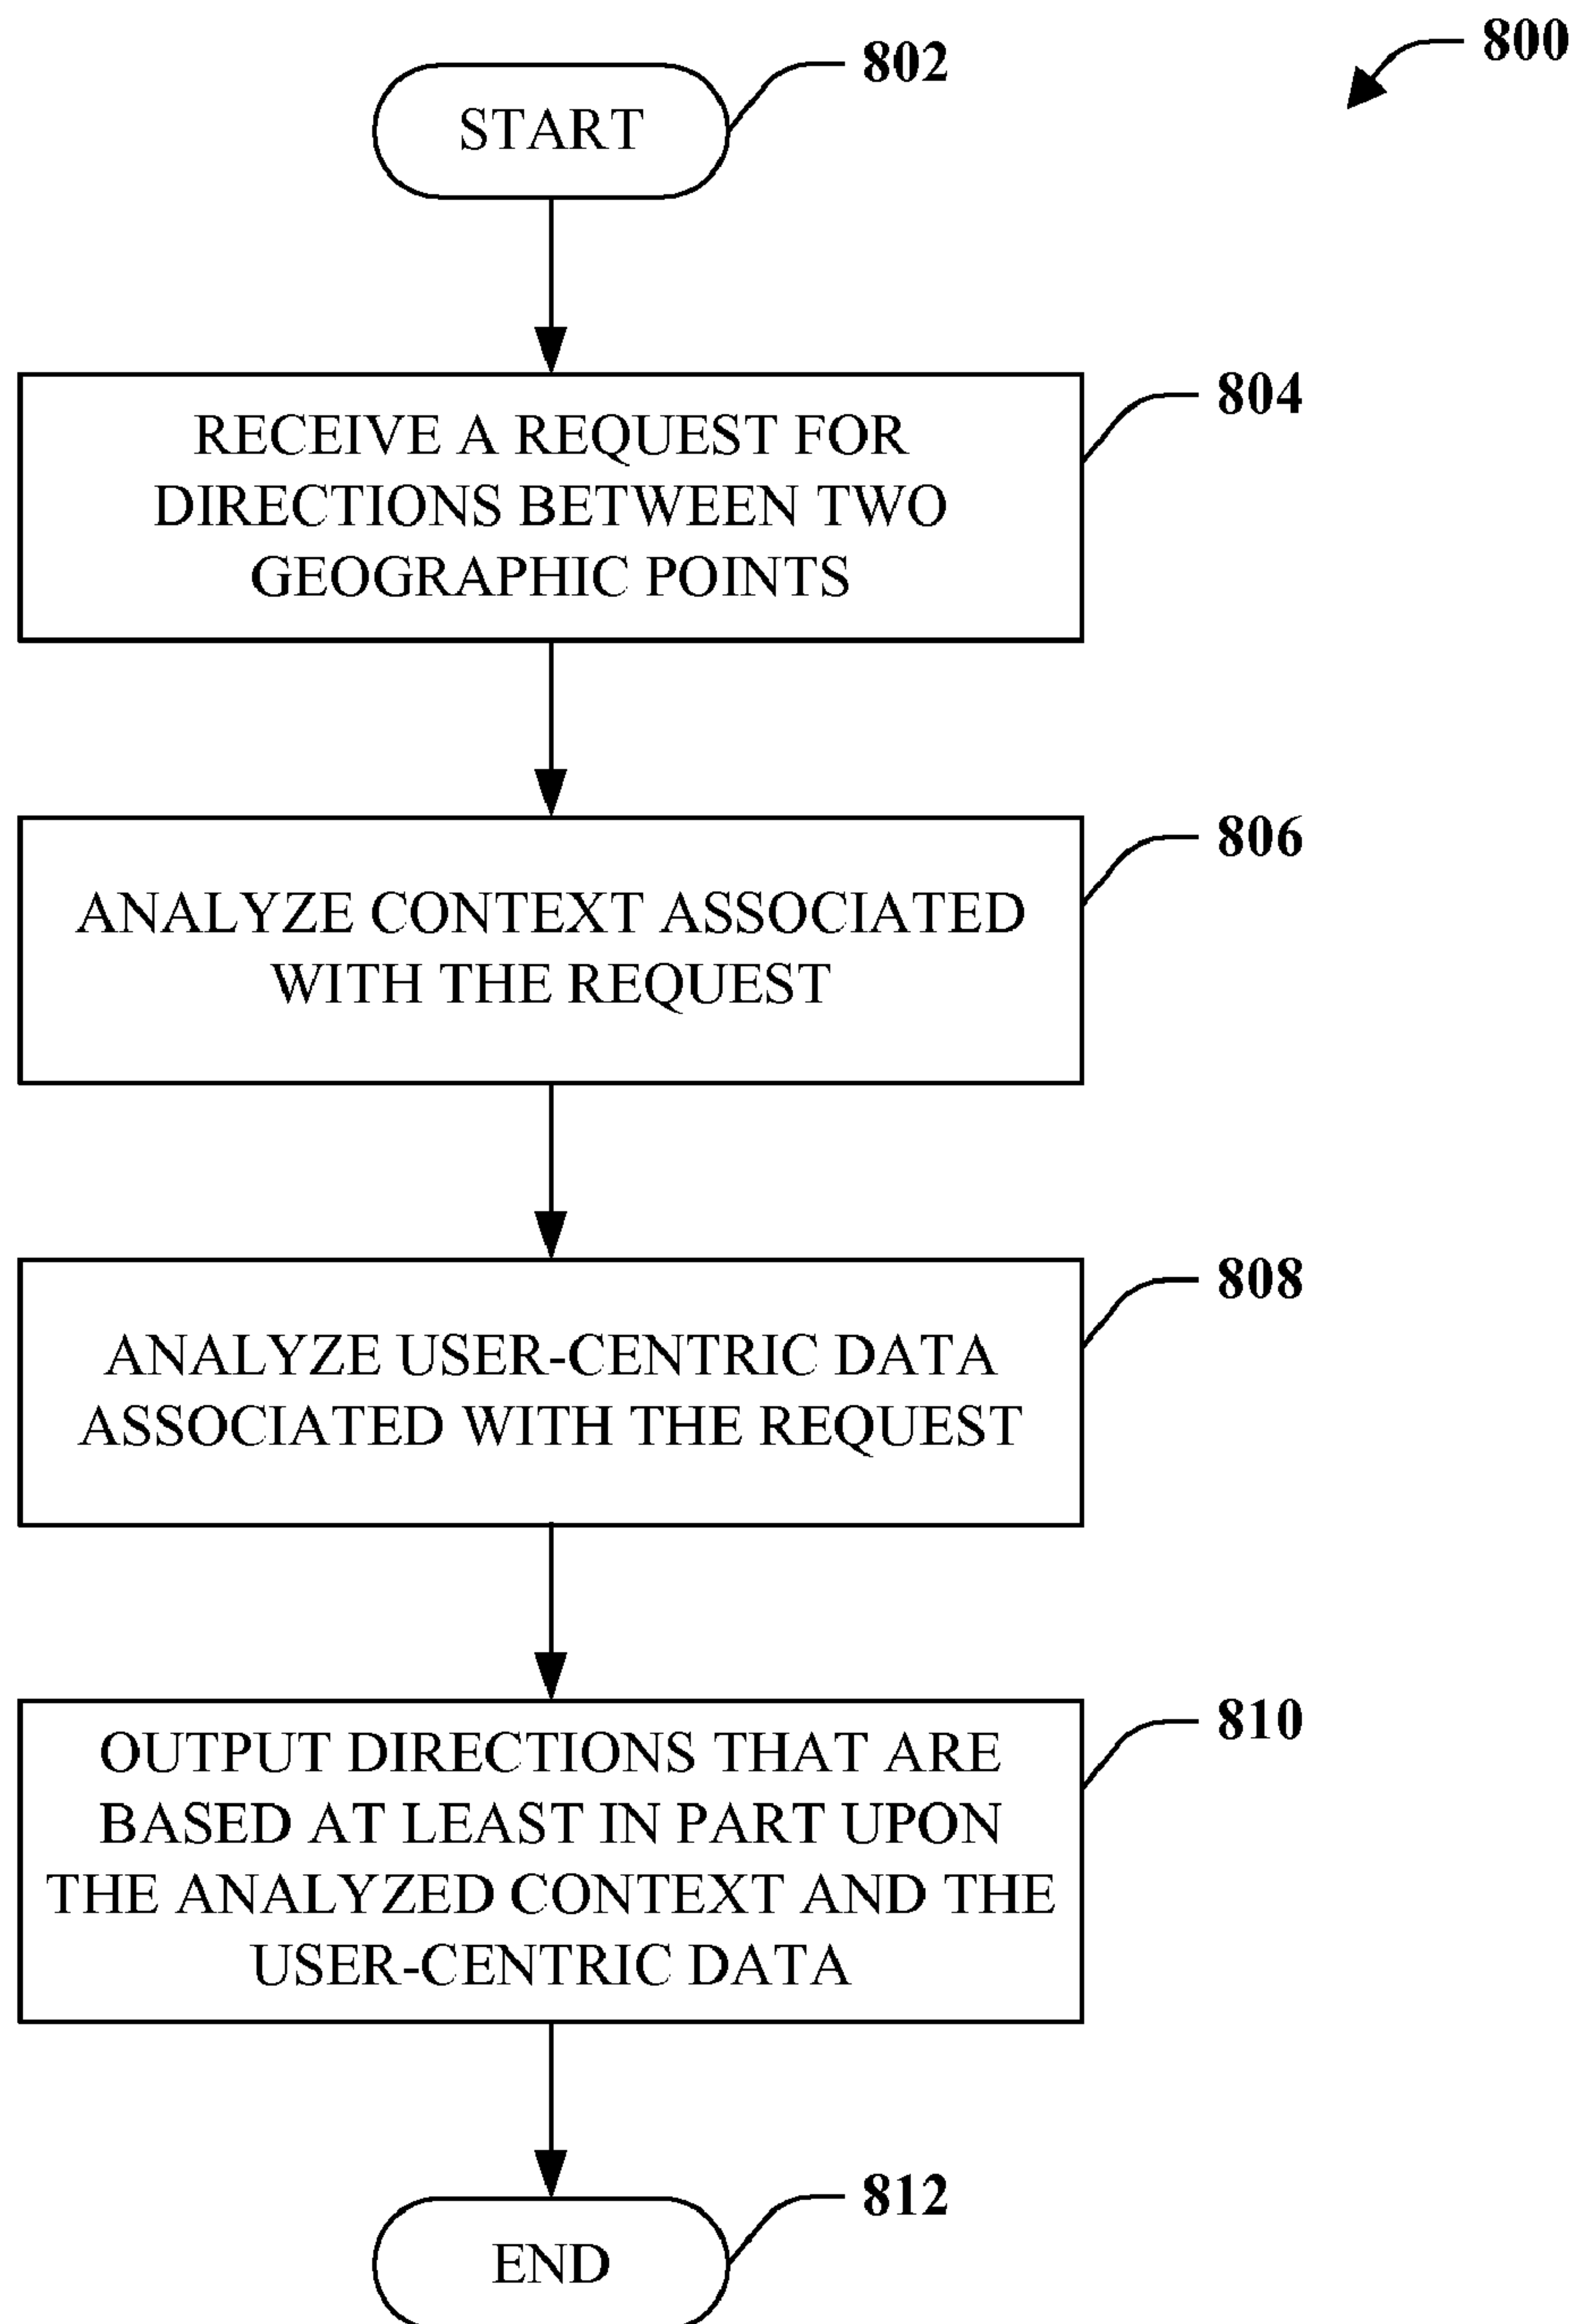 800
802
START
804
RECEIVE A REQUEST FOR
DIRECTIONS BETWEEN TWO
GEOGRAPHIC POINTS
806
ANALYZE CONTEXT ASSOCIATED
WITH THE REQUEST
808
ANALYZE USER-CENTRIC DATA
ASSOCIATED WITH THE REQUEST
810
OUTPUT DIRECTIONS THAT ARE
BASED AT LEAST IN PART UPON
THE ANALYZED CONTEXT AND THE
USER-CENTRIC DATA
812
END